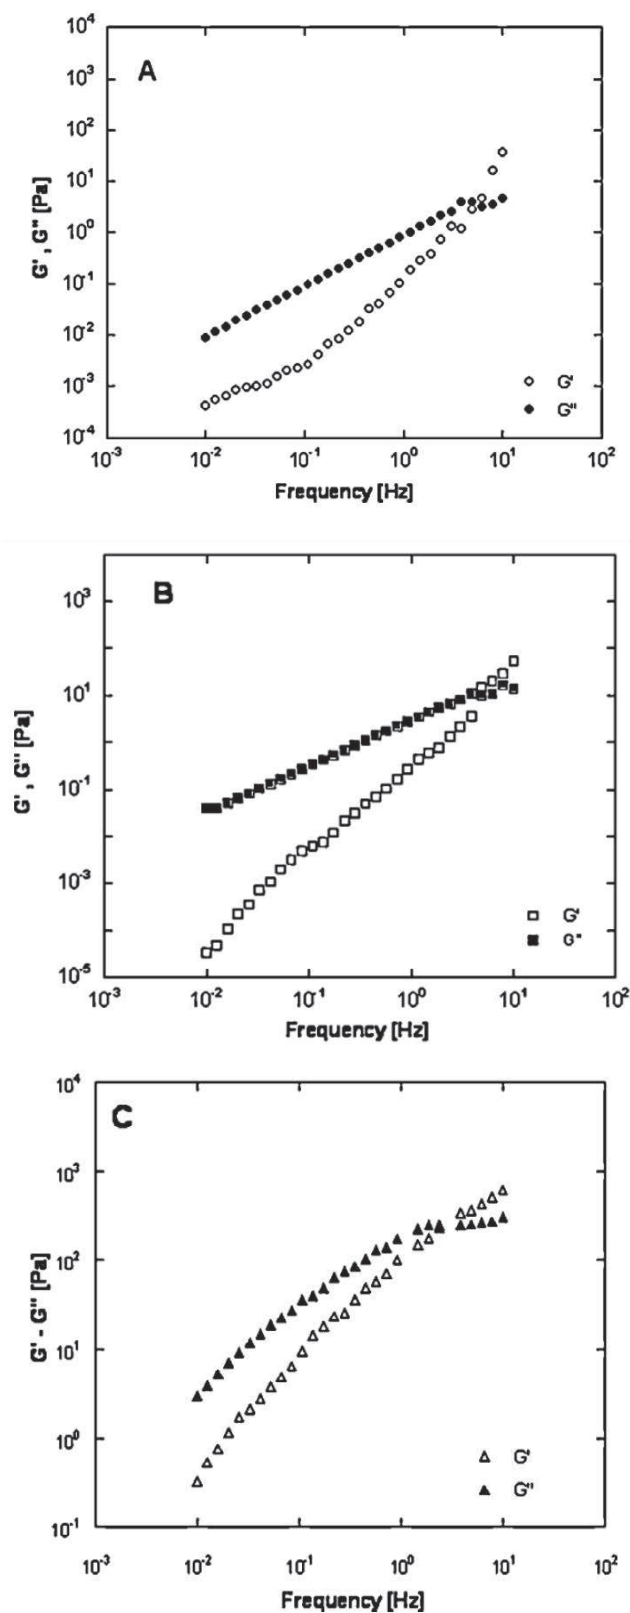 A
10⁴
10³
10²
10¹
10⁰
10⁻¹
10⁻²
10⁻³
10⁻⁴
G', G" [Pa]
G'
G"
10⁻³ 10⁻² 10⁻¹ 10⁰ 10¹ 10²
Frequency [Hz]
B
10³
10¹
10⁻¹
10⁻³
10⁻⁵
G', G" [Pa]
G'
G"
10⁻³ 10⁻² 10⁻¹ 10⁰ 10¹ 10²
Frequency [Hz]
C
10⁴
10³
10²
10¹
10⁰
10⁻¹
G' - G" [Pa]
G'
G"
10⁻³ 10⁻² 10⁻¹ 10⁰ 10¹ 10²
Frequency [Hz]